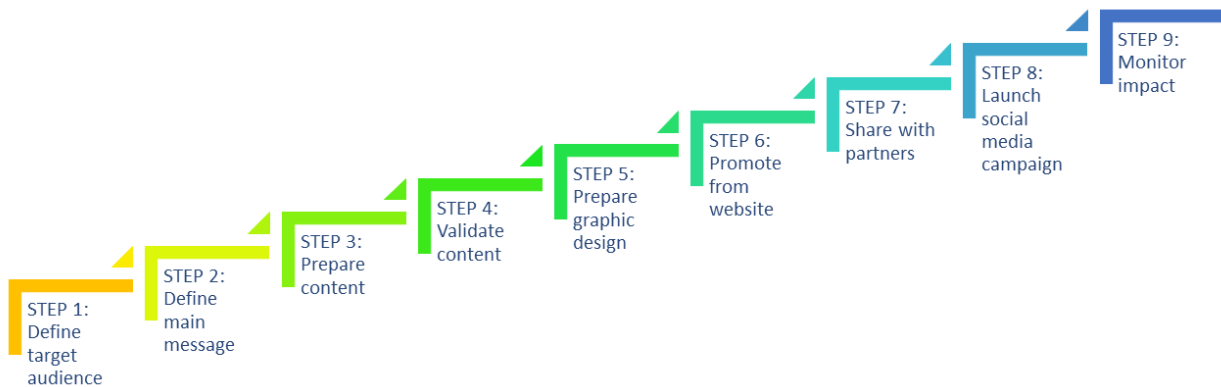 STEP 1:
Define
target
audience
STEP 2:
Define
main
message
STEP 3:
Prepare
content
STEP 4:
Validate
content
STEP 5:
Prepare
graphic
design
STEP 6:
Promote
from
website
STEP 7:
Share with
partners
STEP 8:
Launch
social
media
campaign
STEP 9:
Monitor
impact